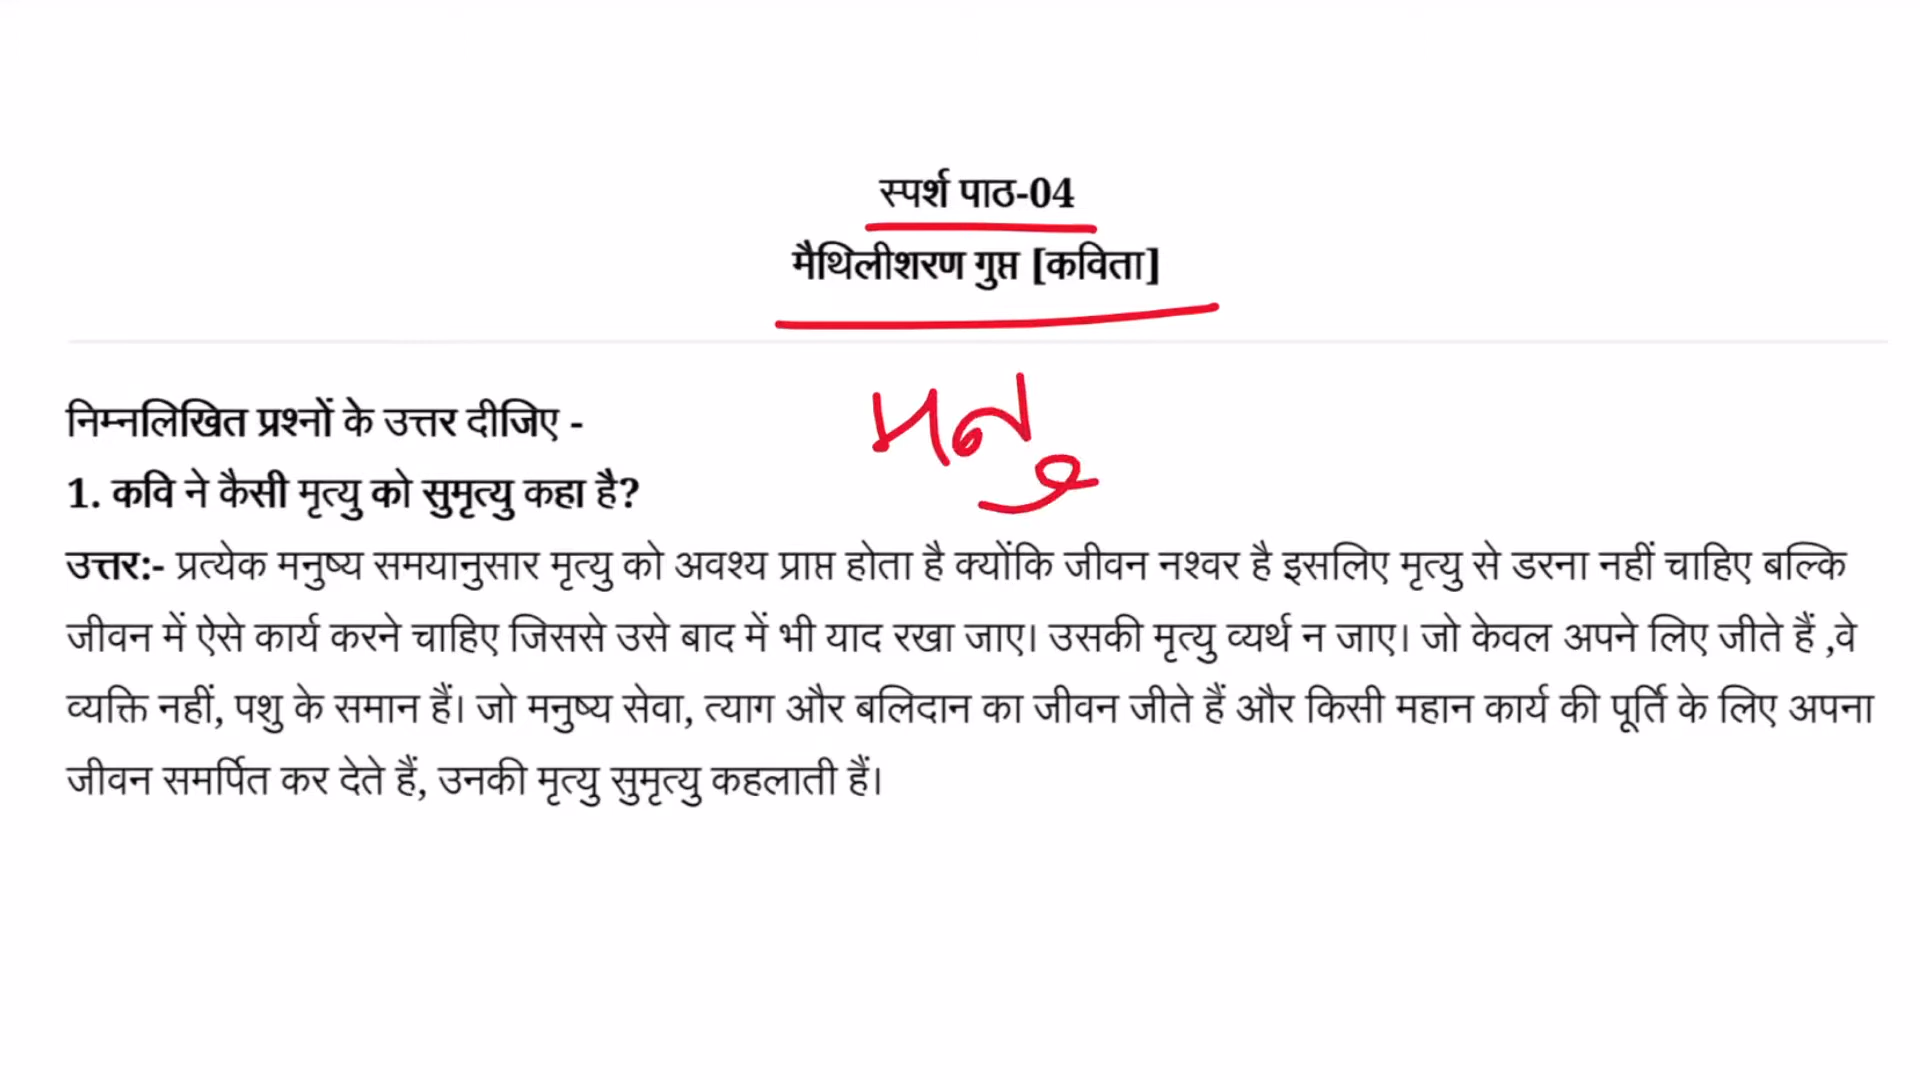 स्पर्श पाठ-04
मैथिलीशरण गुप्त [कविता]
मनु
निम्नलिखित प्रश्नों के उत्तर दीजिए -
1. कवि ने कैसी मृत्यु को सुमृत्यु कहा है?
उत्तर:- प्रत्येक मनुष्य समयानुसार मृत्यु को अवश्य प्राप्त होता है क्योंकि जीवन नश्वर है इसलिए मृत्यु से डरना नहीं चाहिए बल्कि
जीवन में ऐसे कार्य करने चाहिए जिससे उसे बाद में भी याद रखा जाए। उसकी मृत्यु व्यर्थ न जाए। जो केवल अपने लिए जीते हैं ,वे
व्यक्ति नहीं, पशु के समान हैं। जो मनुष्य सेवा, त्याग और बलिदान का जीवन जीते हैं और किसी महान कार्य की पूर्ति के लिए अपना
जीवन समर्पित कर देते हैं, उनकी मृत्यु सुमृत्यु कहलाती हैं।